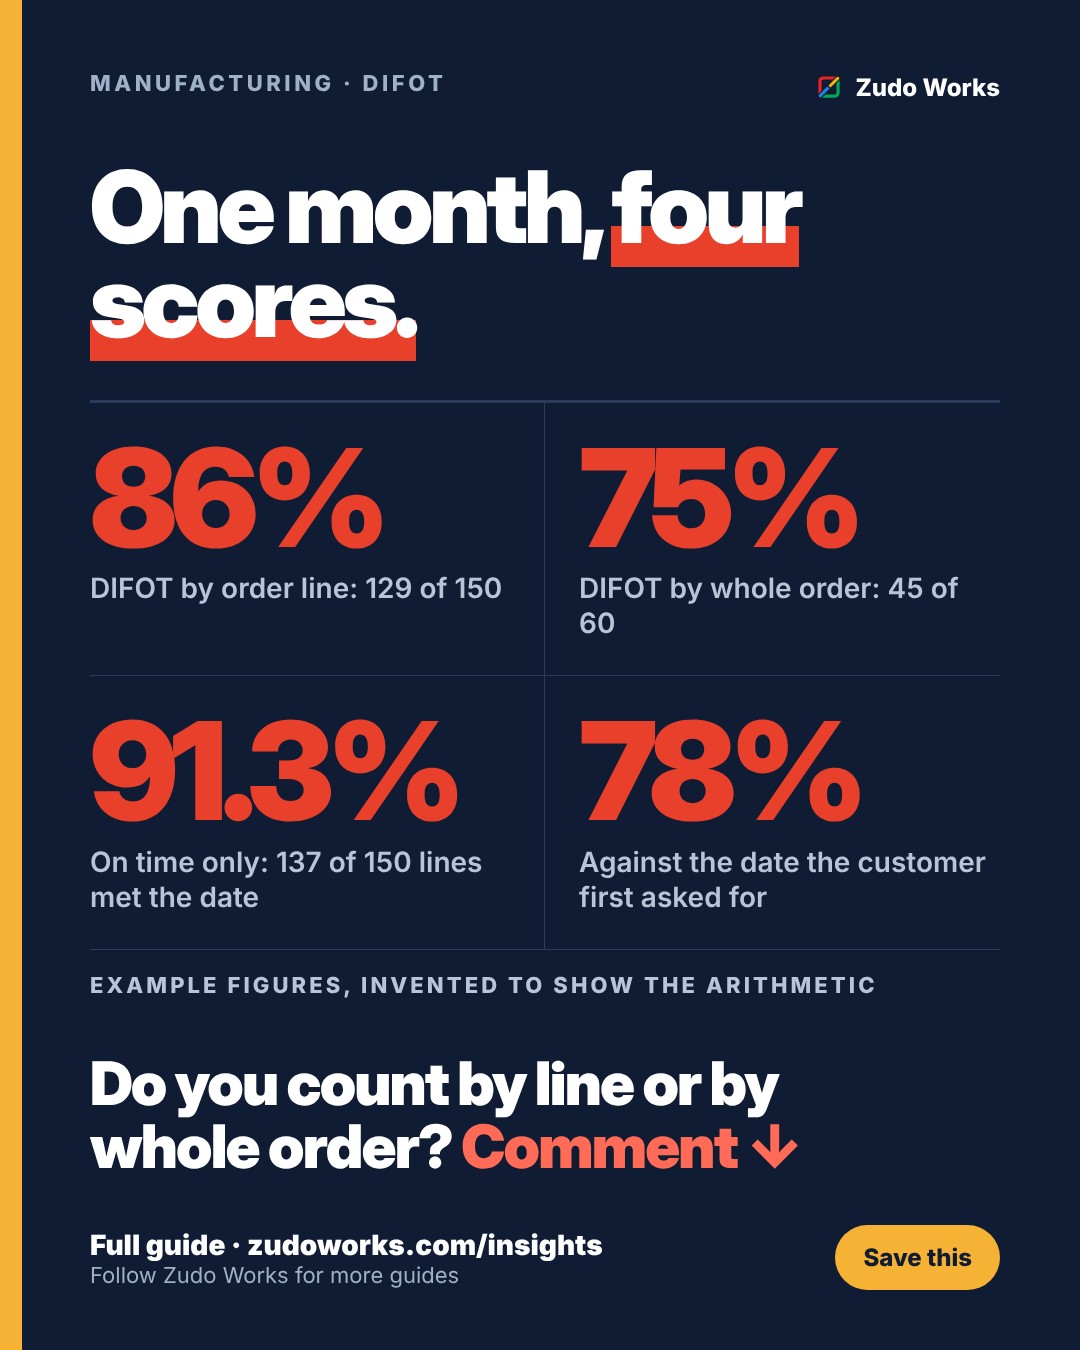 MANUFACTURING · DIFOT
Zudo Works
One month, four
scores.
86%
DIFOT by order line: 129 of 150
75%
DIFOT by whole order: 45 of
60
91.3%
On time only: 137 of 150 lines
met the date
78%
Against the date the customer
first asked for
EXAMPLE FIGURES, INVENTED TO SHOW THE ARITHMETIC
Do you count by line or by
whole order? Comment ↓
Full guide · zudoworks.com/insights
Follow Zudo Works for more guides
Save this